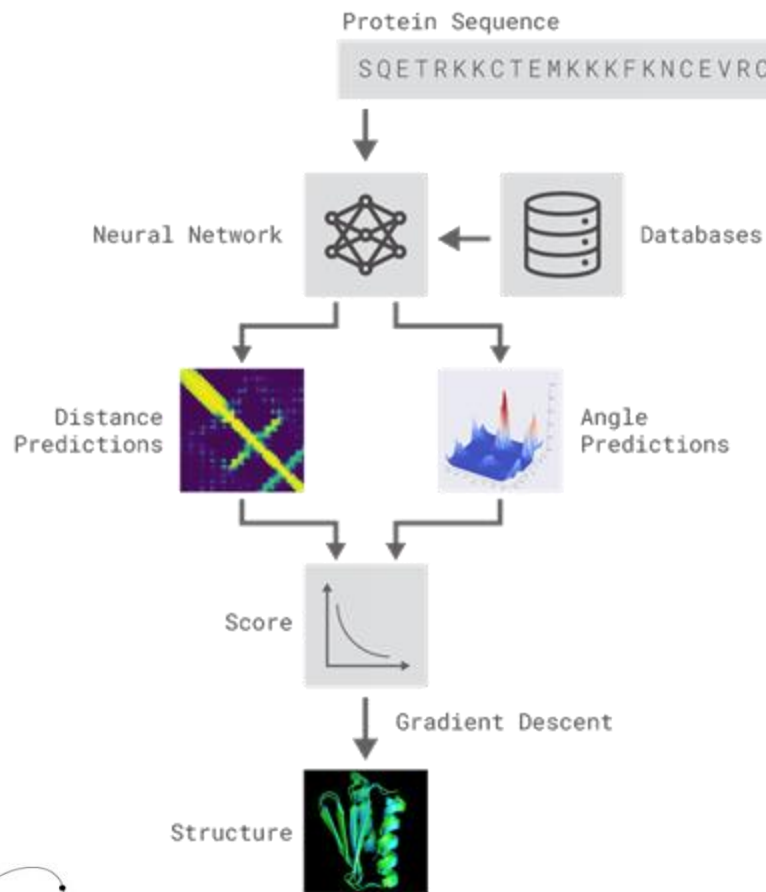 Protein Sequence
SQETRKKCTEMKKKFKNCEVRC
Neural Network
Databases
Distance
Predictions
Angle
Predictions
Score
Gradient Descent
Structure